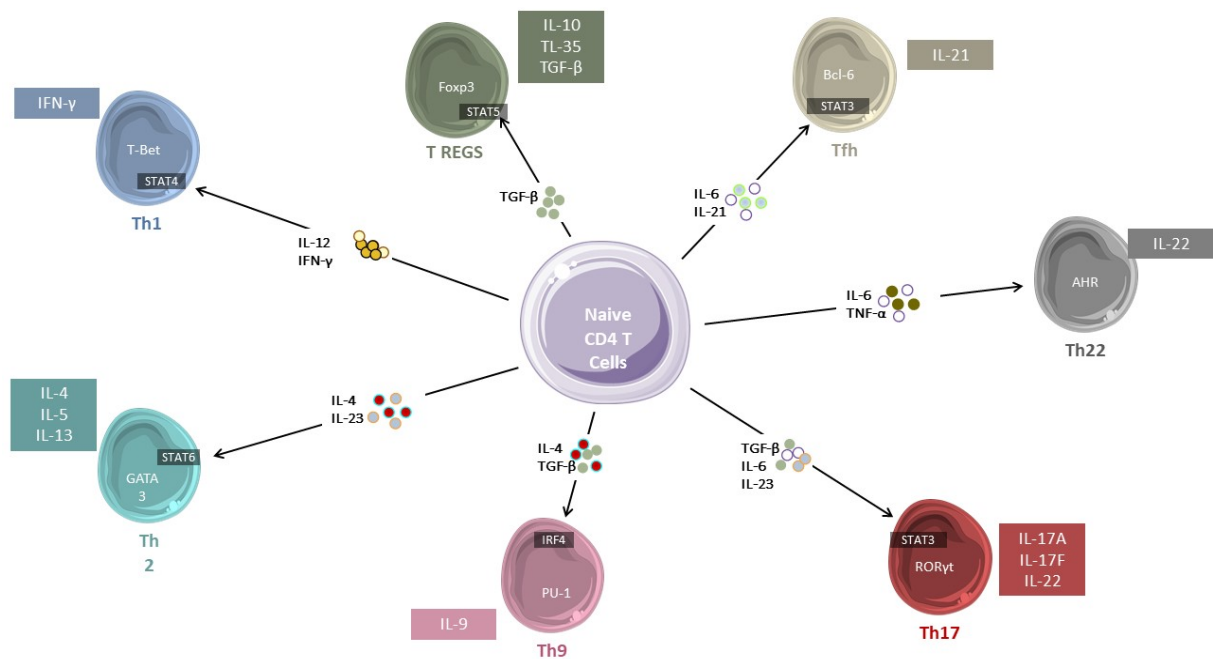 IL-10
TL-35
TGF-β
Foxp3
STAT5
T REGS
IL-21
Bcl-6
STAT3
Tfh
IFN-γ
T-Bet
STAT4
Th1
TGF-β
IL-6
IL-21
IL-12
IFN-γ
IL-22
AHR
Th22
IL-6
TNF-α
Naive
CD4 T
Cells
IL-4
IL-5
IL-13
STAT6
GATA
3
Th
2
IL-4
IL-23
IL-4
TGF-β
TGF-β
IL-6
IL-23
IRF4
PU-1
IL-9
Th9
STAT3
RORγt
IL-17A
IL-17F
IL-22
Th17